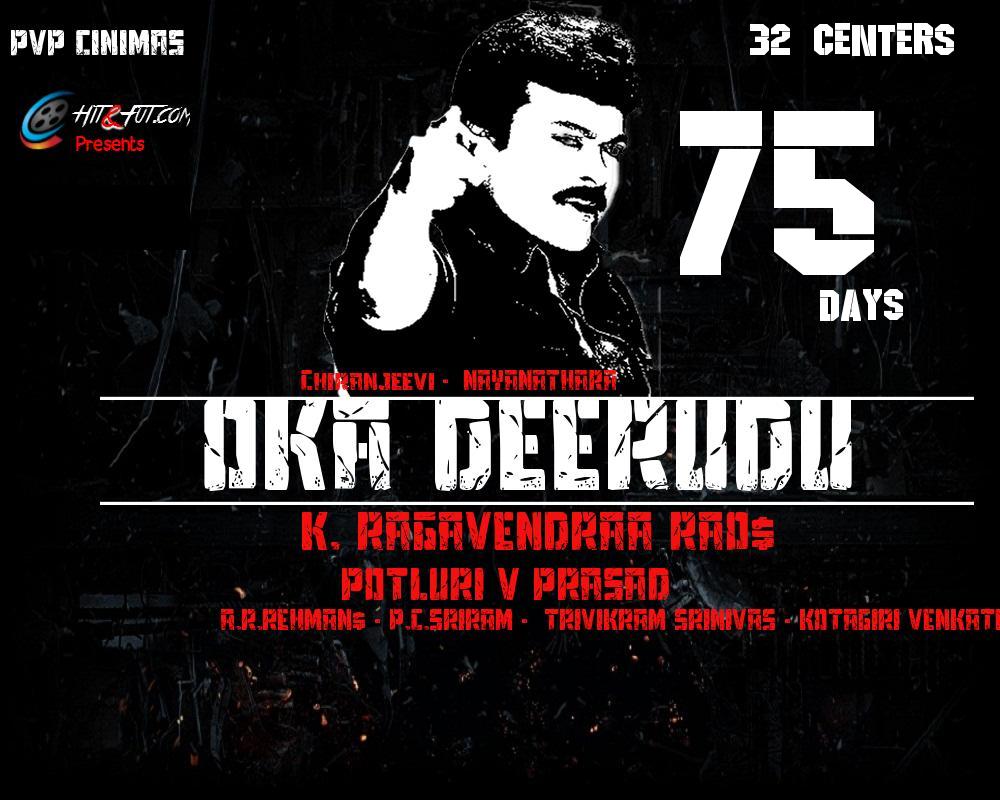 PVP CINIMAS
32 CENTERS
HIT&FUT.COM
Presents
75
DAYS
CHIRANJEEVI - NAYANATHARA
OKA DEERUDU
K. RAGAVENDRAA RAO$
POTLURI V PRASAD
A.R.REHMAN$ - P.C.SRIRAM - TRIVIKRAM SRINIVAS - KOTAGIRI VENKATE